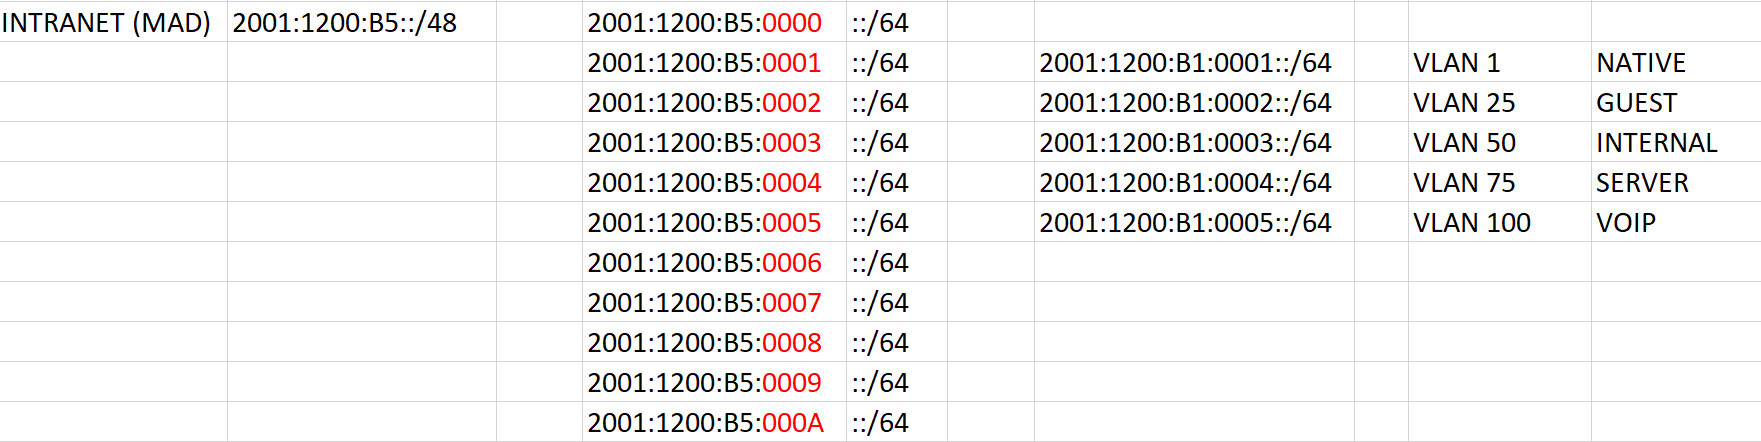 INTRANET (MAD) 2001:1200:B5::/48 2001:1200:B5:0000 ::/64
2001:1200:B5:0001 ::/64 2001:1200:B1:0001::/64 VLAN 1 NATIVE
2001:1200:B5:0002 ::/64 2001:1200:B1:0002::/64 VLAN 25 GUEST
2001:1200:B5:0003 ::/64 2001:1200:B1:0003::/64 VLAN 50 INTERNAL
2001:1200:B5:0004 ::/64 2001:1200:B1:0004::/64 VLAN 75 SERVER
2001:1200:B5:0005 ::/64 2001:1200:B1:0005::/64 VLAN 100 VOIP
2001:1200:B5:0006 ::/64
2001:1200:B5:0007 ::/64
2001:1200:B5:0008 ::/64
2001:1200:B5:0009 ::/64
2001:1200:B5:000A ::/64